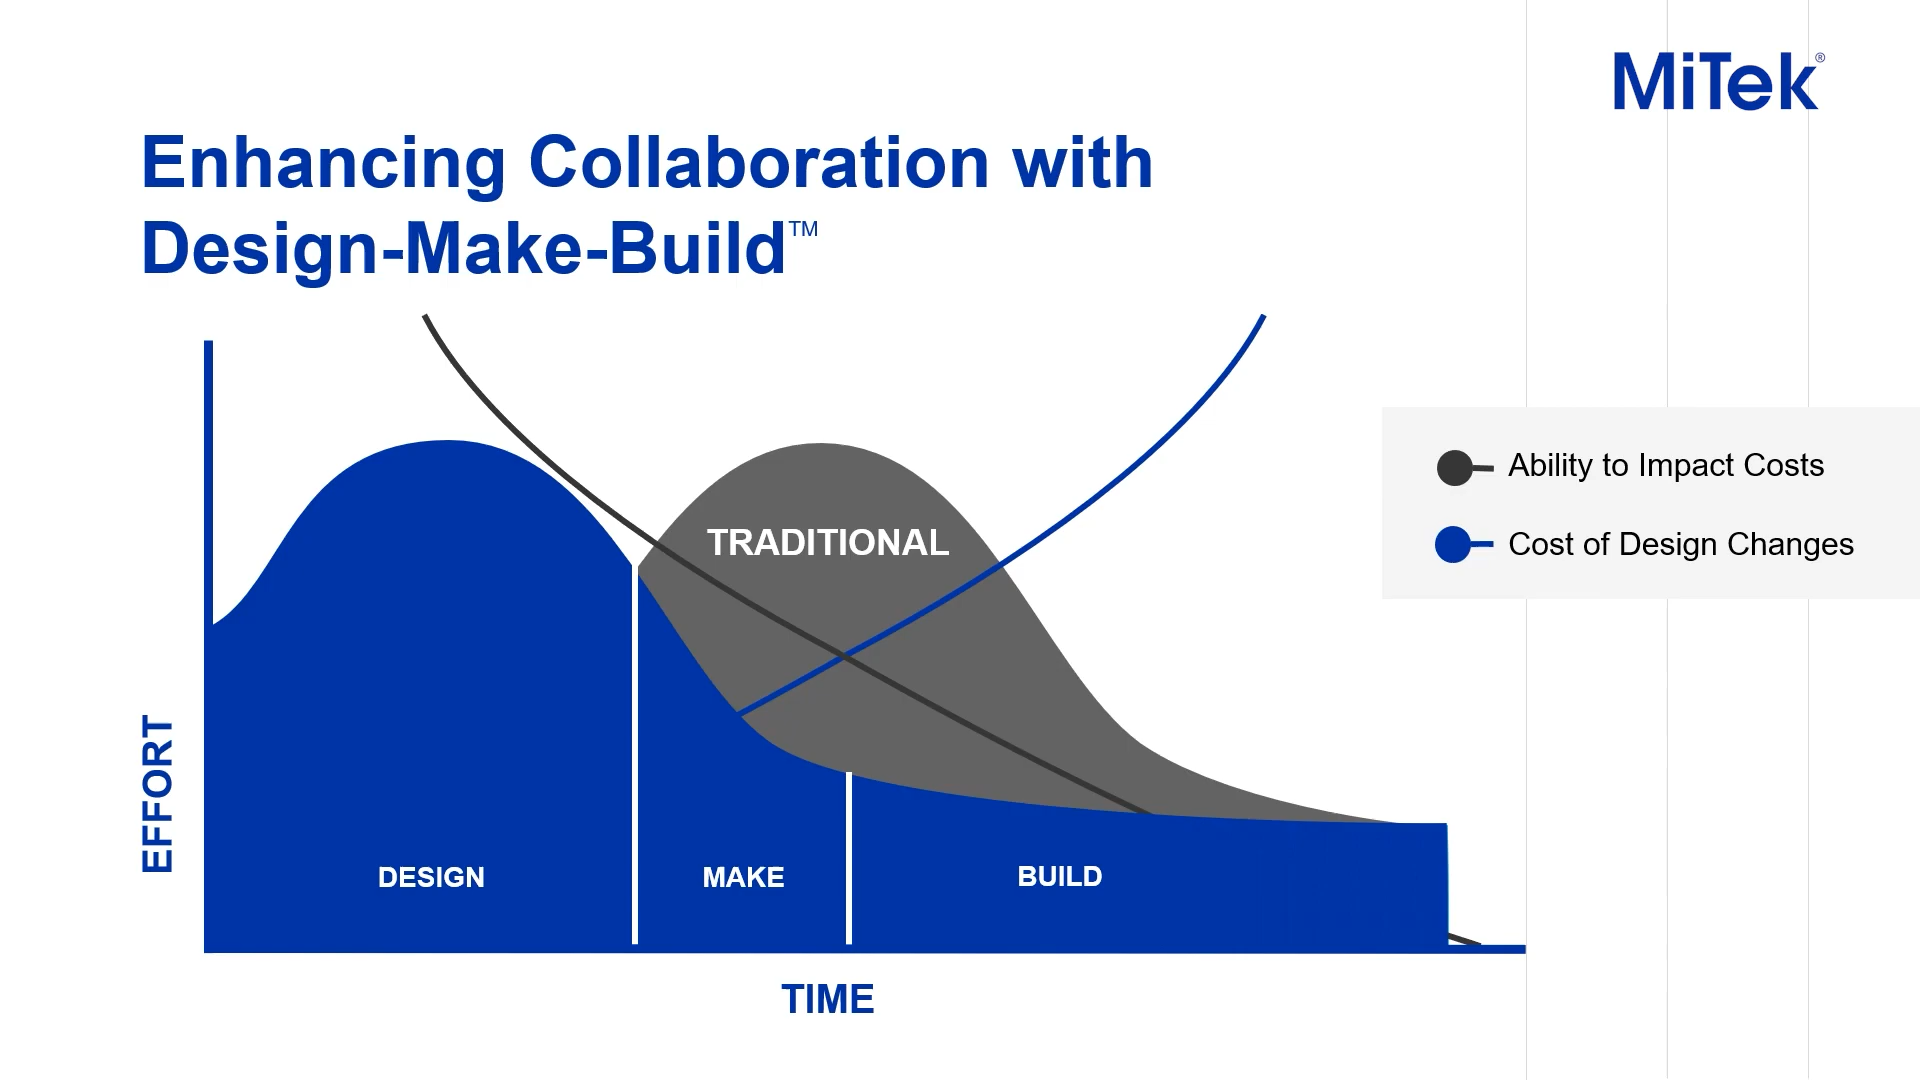 MiTek®
Enhancing Collaboration with
Design-Make-Build™
Ability to Impact Costs
Cost of Design Changes
TRADITIONAL
EFFORT
DESIGN
MAKE
BUILD
TIME